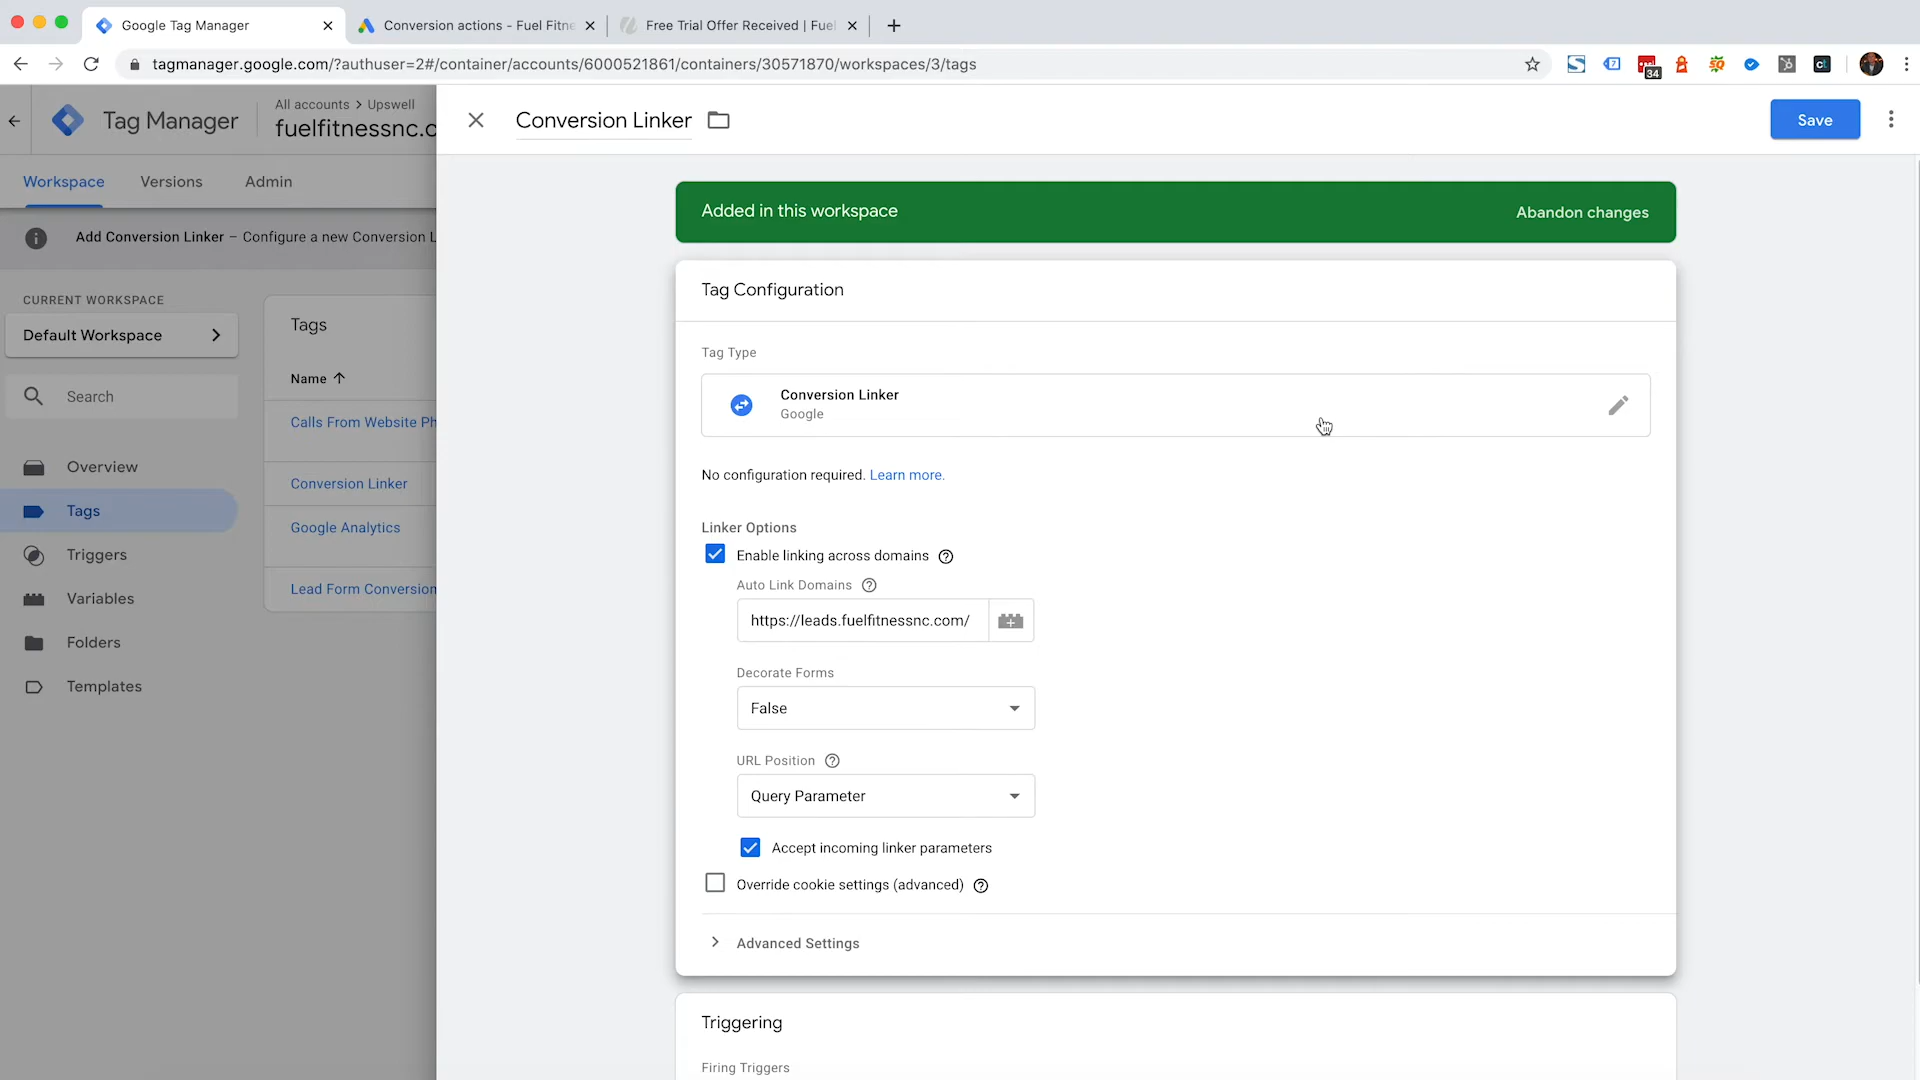 Google Tag Manager
Conversion actions - Fuel Fitne
Free Trial Offer Received | Fuel
tagmanager.google.com/?authuser=2#/container/accounts/6000521861/containers/30571870/workspaces/3/tags
34
Tag Manager
All accounts > Upswell
fuelfitnessnc.c
Conversion Linker
Save
Workspace
Versions
Admin
Added in this workspace
Abandon changes
Add Conversion Linker – Configure a new Conversion L
Tag Configuration
CURRENT WORKSPACE
Default Workspace
Tags
Tag Type
Name
Search
Conversion Linker
Google
Calls From Website Ph
Overview
Conversion Linker
No configuration required. Learn more.
Tags
Google Analytics
Linker Options
Enable linking across domains
Triggers
Auto Link Domains
Lead Form Conversion
Variables
https://leads.fuelfitnessnc.com/
Folders
Decorate Forms
Templates
False
URL Position
Query Parameter
Accept incoming linker parameters
Override cookie settings (advanced)
Advanced Settings
Triggering
Firing Triggers